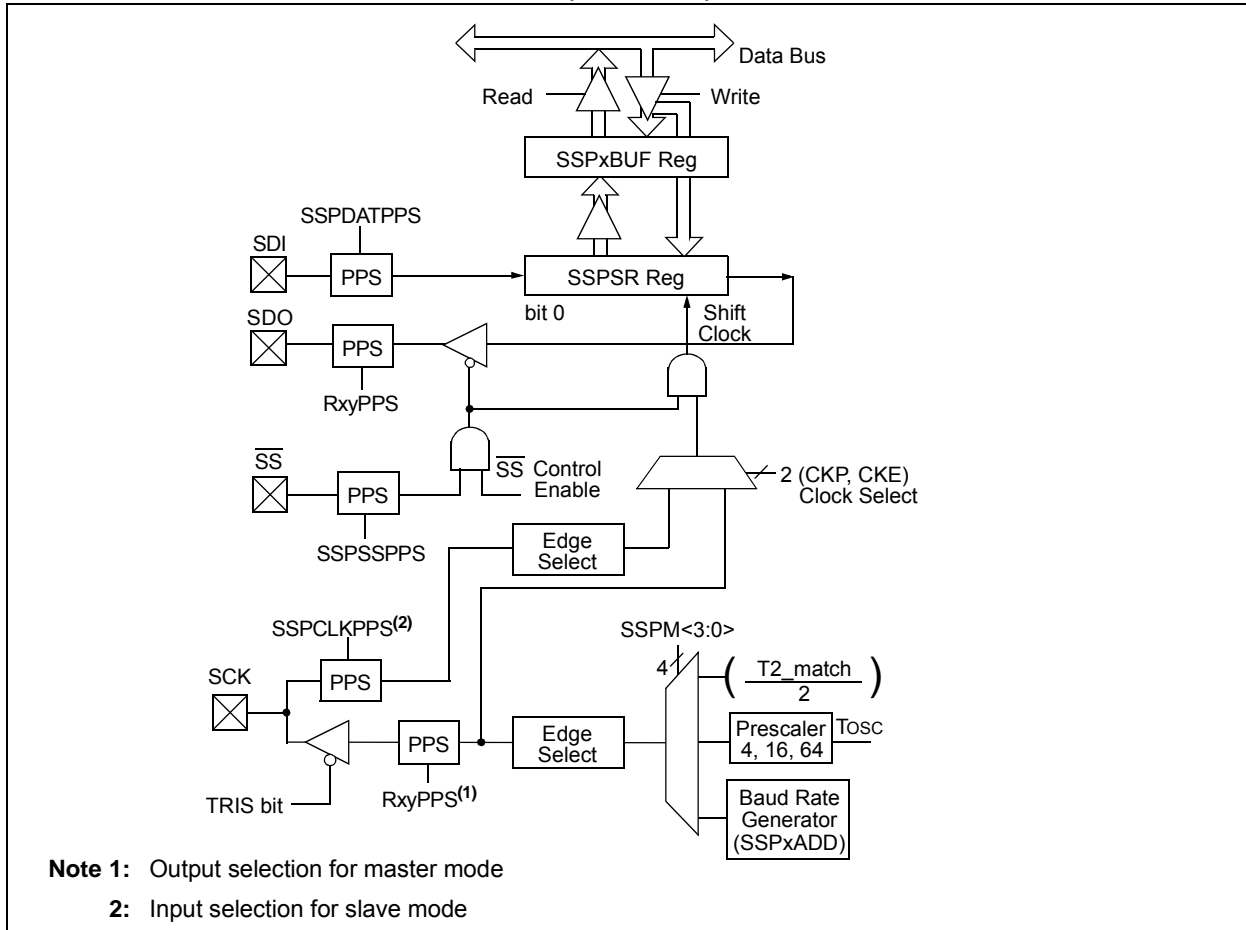 Data Bus
Read
Write
SSPxBUF Reg
SSPDATPPS
SDI
PPS
SSPSR Reg
bit 0
Shift
Clock
SDO
PPS
RxyPPS
SS
PPS
SS Control
Enable
2 (CKP, CKE)
Clock Select
SSPSSPPS
Edge
Select
SSPCLKPPS(2)
SSPM<3:0>
4
SCK
PPS
( T2_match
2 )
PPS
Edge
Select
Prescaler
4, 16, 64
TOSC
TRIS bit
RxyPPS(1)
Baud Rate
Generator
(SSPxADD)
Note 1: Output selection for master mode
2: Input selection for slave mode